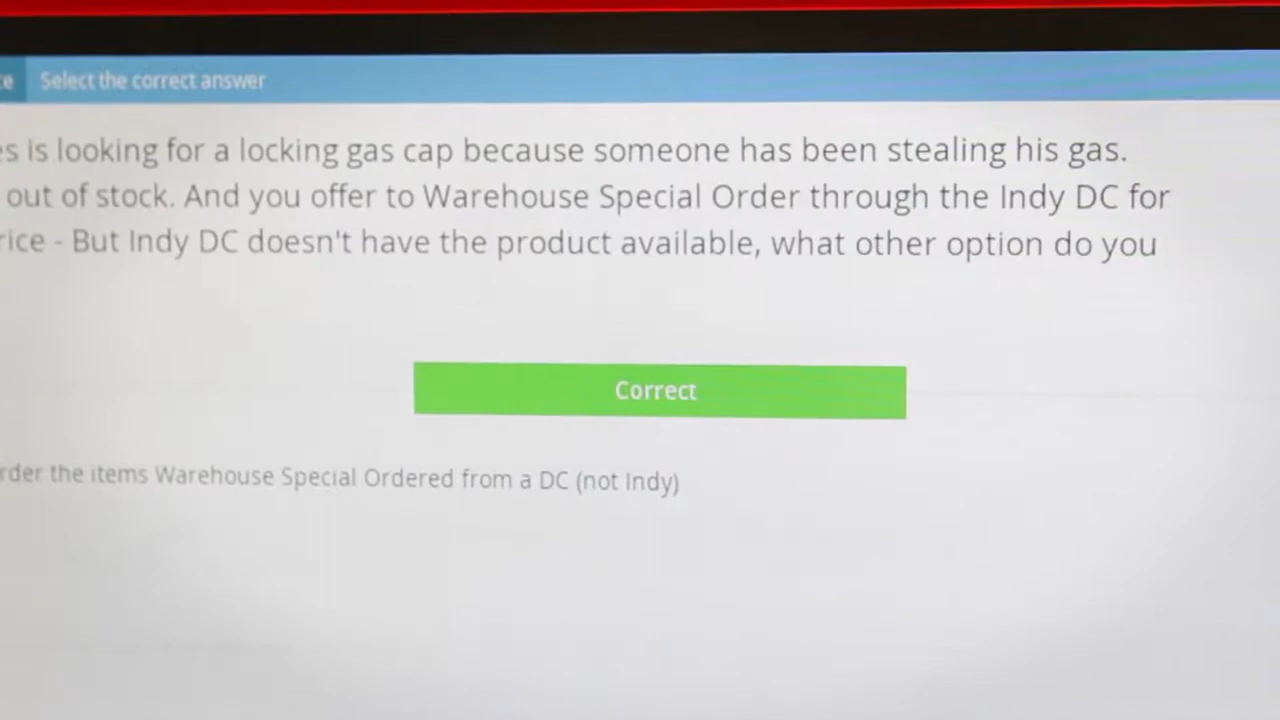 Select the correct answer
is looking for a locking gas cap because someone has been stealing his gas.
out of stock. And you offer to Warehouse Special Order through the Indy DC for
- But Indy DC doesn't have the product available, what other option do you
Correct
the items Warehouse Special Ordered from a DC (not Indy)